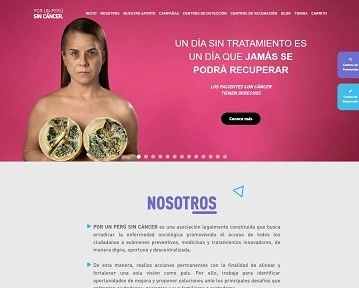 POR UN PERÚ
SIN CÁNCER.
INICIO NOSOTROS NUESTRO APORTE CAMPAÑAS CENTROS DE DETECCIÓN CENTROS DE VACUNACIÓN BLOG TIENDA CARRITO
UN DÍA SIN TRATAMIENTO ES
UN DÍA QUE JAMÁS SE
PODRÁ RECUPERAR
LOS PACIENTES CON CÁNCER
TIENEN DERECHOS
Conoce más
NOSOTROS
POR UN PERÚ SIN CÁNCER es una asociación legalmente constituida que busca
erradicar la enfermedad oncológica promoviendo el acceso de todos los
ciudadanos a exámenes preventivos, medicinas y tratamientos innovadores, de
manera digna, oportuna y descentralizada.
De esta manera, realiza acciones permanentes con la finalidad de alinear y
fortalecer una sola visión como país. Por ello, trabaja para identificar
oportunidades de mejora y proponer soluciones ante los principales desafíos que